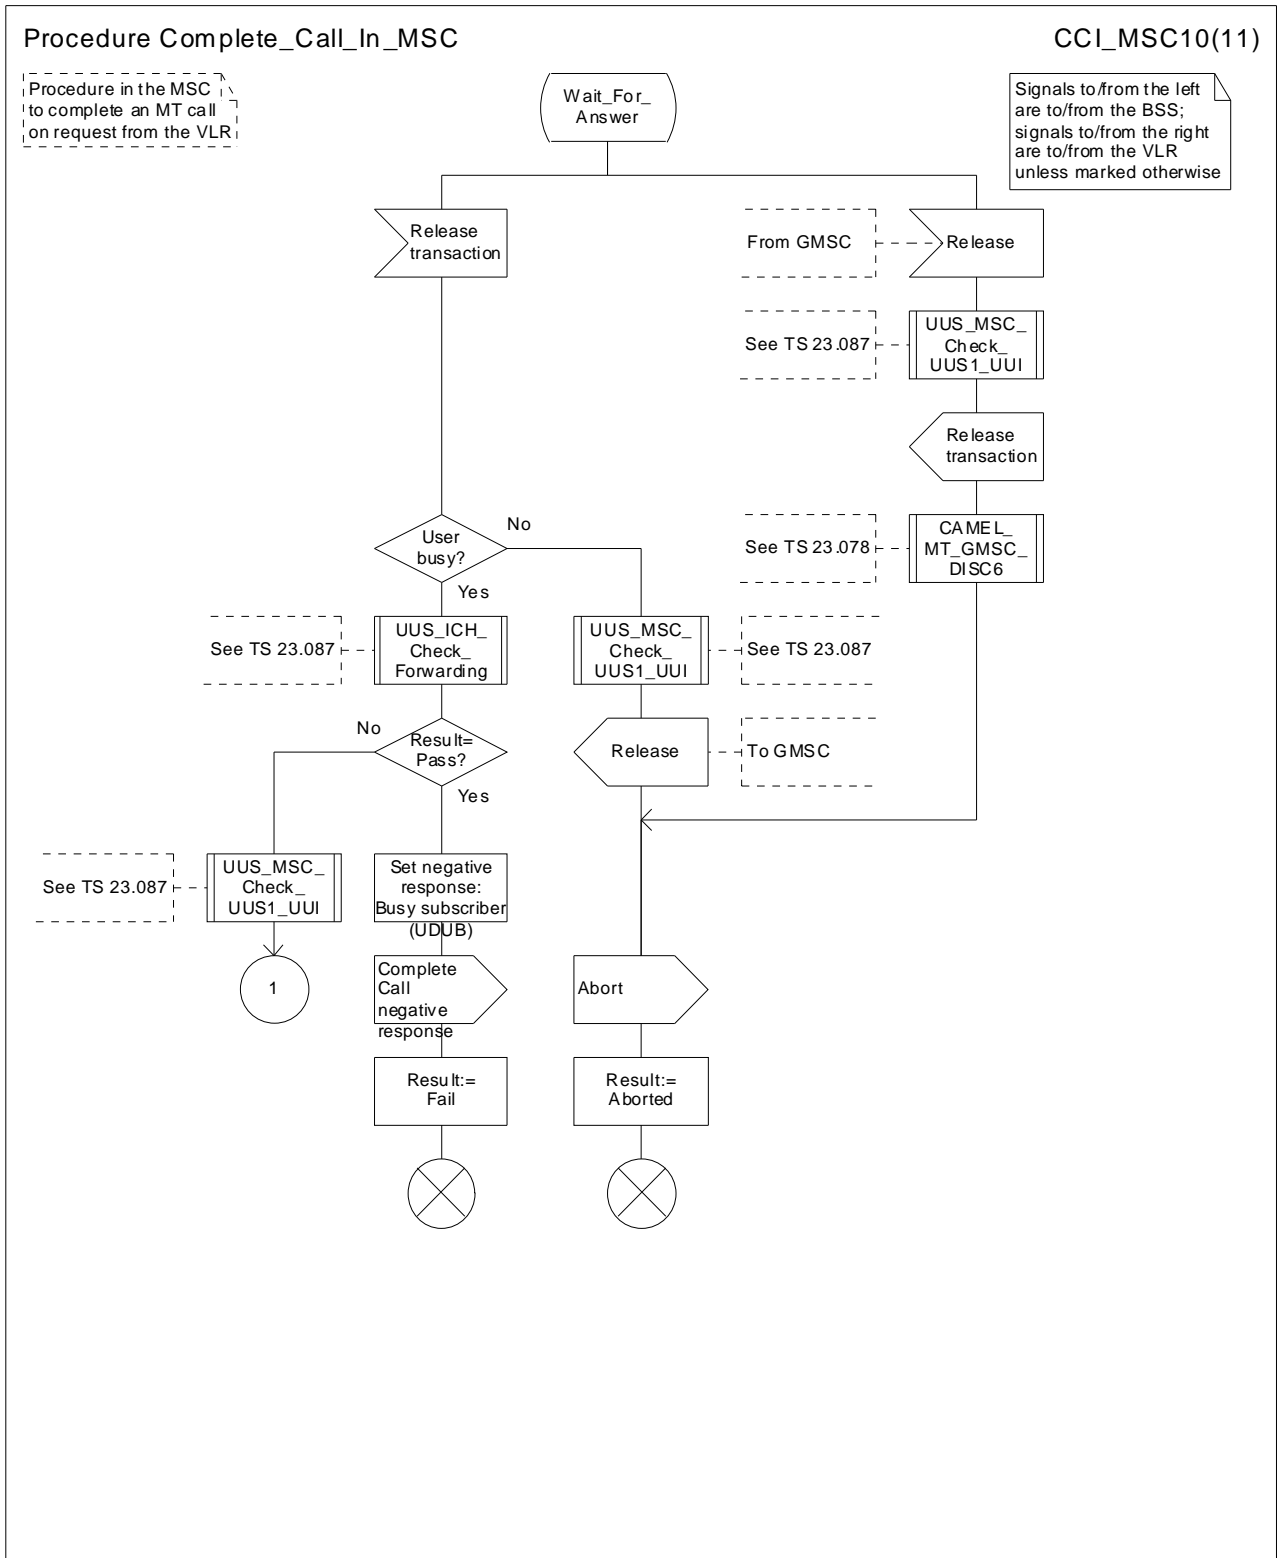 Procedure Complete_Call_In_MSC
CCI_MSC10(11)
Procedure in the MSC
to complete an MT call
on request from the VLR
Wait_For_
Answer
Signals to/from the left
are to/from the BSS;
signals to/from the right
are to/from the VLR
unless marked otherwise
Release
transaction
From GMSC
Release
See TS 23.087
UUS_MSC_
Check_
UUS1_UUI
Release
transaction
User
busy?
No
Yes
See TS 23.078
CAMEL_
MT_GMSC_
DISC6
See TS 23.087
UUS_ICH_
Check_
Forwarding
UUS_MSC_
Check_
UUS1_UUI
See TS 23.087
No
Result=
Pass?
Yes
Release
To GMSC
See TS 23.087
UUS_MSC_
Check_
UUS1_UUI
Set negative
response:
Busy subscriber
(UDUB)
1
Complete
Call
negative
response
Abort
Result:=
Fail
Result:=
Aborted